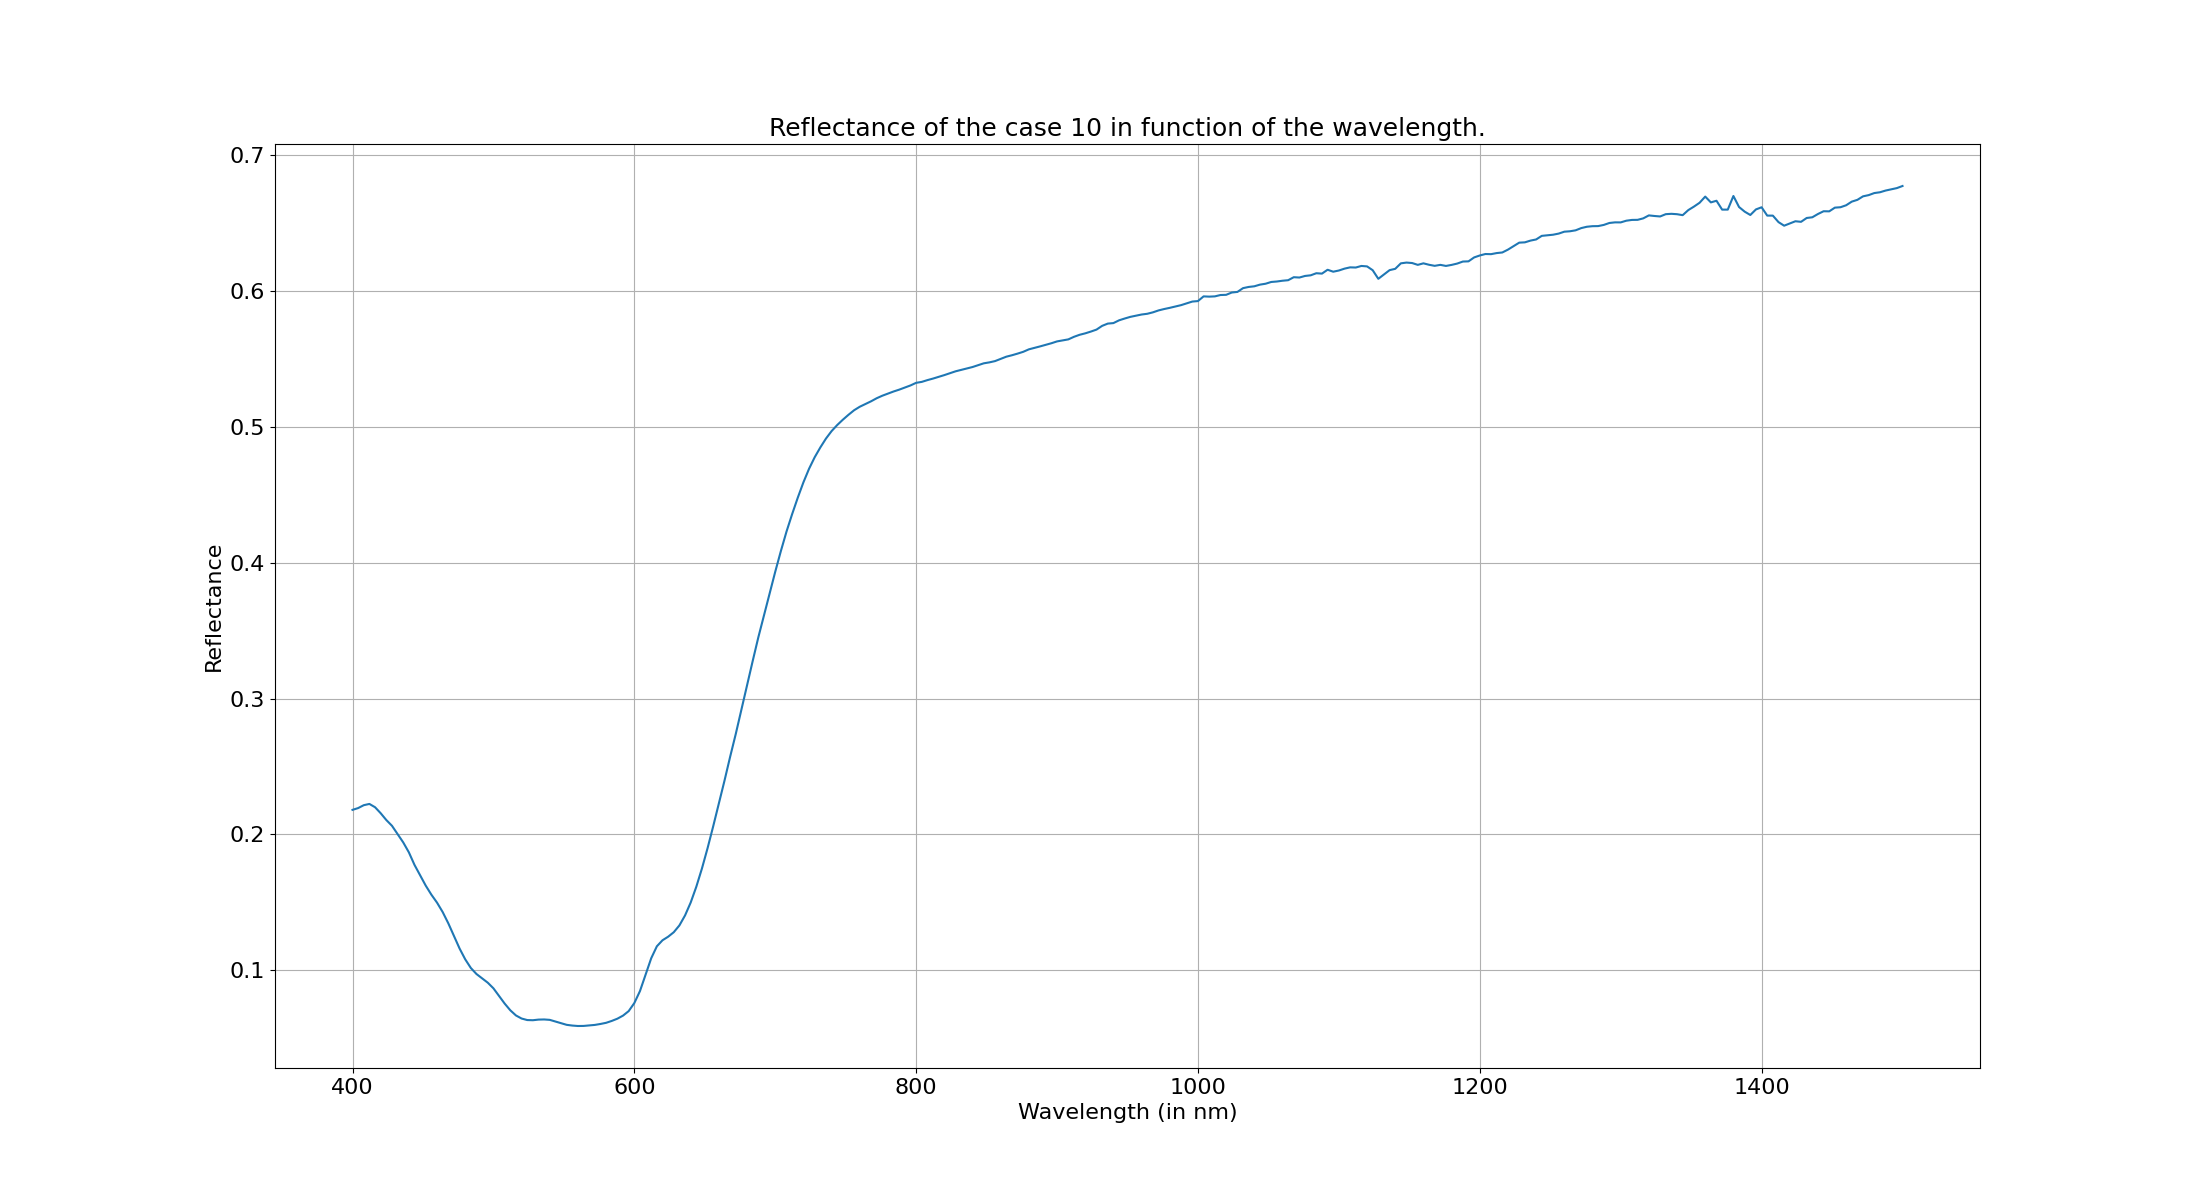 Reflectance of the case 10 in function of the wavelength.
0.7
0.6
0.5
0.4
0.3
0.2
0.1
Reflectance
400 600 800 1000 1200 1400
Wavelength (in nm)